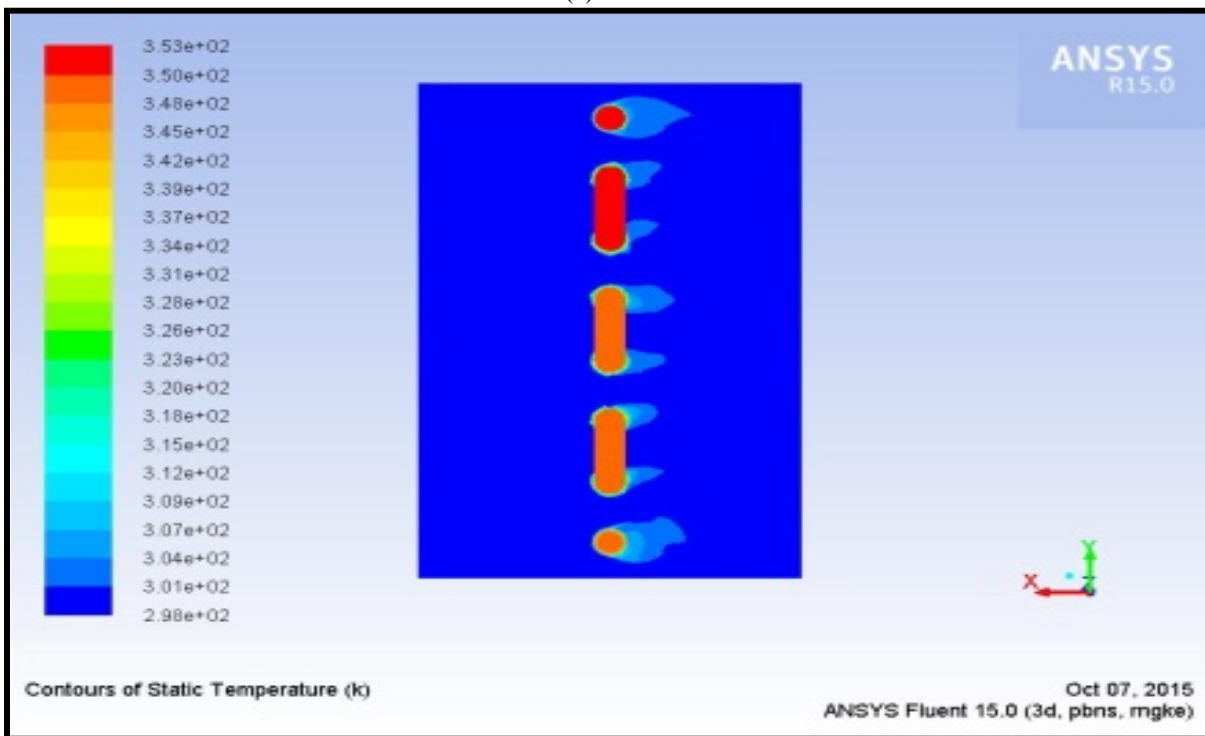 3.53e+02
3.50e+02
3.48e+02
3.45e+02
3.42e+02
3.39e+02
3.37e+02
3.34e+02
3.31e+02
3.28e+02
3.26e+02
3.23e+02
3.20e+02
3.18e+02
3.15e+02
3.12e+02
3.09e+02
3.07e+02
3.04e+02
3.01e+02
2.98e+02
ANSYS
R15.0
Y
X
Z
Contours of Static Temperature (k)
Oct 07, 2015
ANSYS Fluent 15.0 (3d, pbns, rngke)